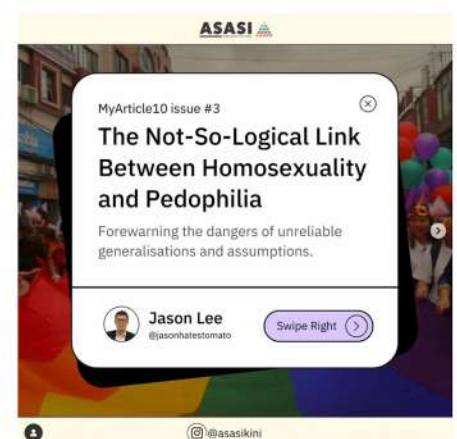 ASASI
MyArticle10 issue #3
The Not-So-Logical Link
Between Homosexuality
and Pedophilia
Forewarning the dangers of unreliable
generalisations and assumptions.
Jason Lee
@jasonhatestomato
Swipe Right
@asasikini